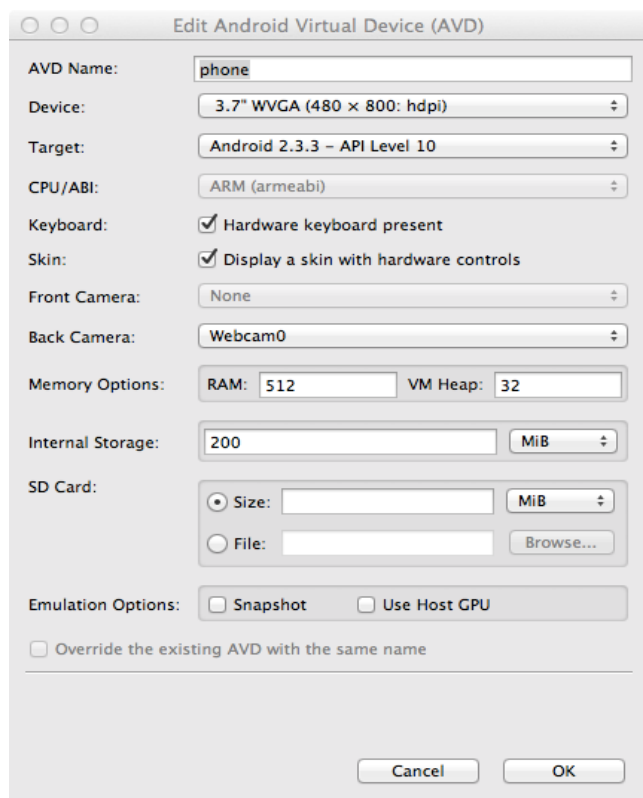 Edit Android Virtual Device (AVD)
AVD Name: phone
Device: 3.7" WVGA (480 × 800: hdpi)
Target: Android 2.3.3 – API Level 10
CPU/ABI: ARM (armeabi)
Keyboard: Hardware keyboard present
Skin: Display a skin with hardware controls
Front Camera: None
Back Camera: Webcam0
Memory Options: RAM: 512 VM Heap: 32
Internal Storage: 200 MiB
SD Card:
Size: MiB
File: Browse...
Emulation Options: Snapshot Use Host GPU
Override the existing AVD with the same name
Cancel OK